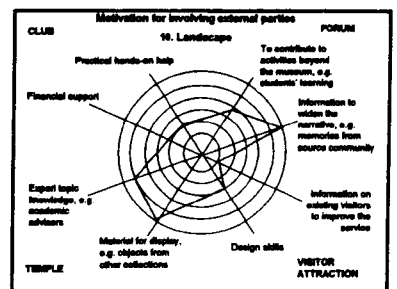 Motivation for involving external parties
CLUB
FORUM
16. Landscape
Practical hands-on help
To contribute to
activities beyond
the museum, e.g.
students' learning
Financial support
Information to
widen the
narrative, e.g.
memories from
source community
Expert topic
knowledge, e.g.
academic
advisers
Information on
existing visitors
to improve the
service
Material for display,
e.g. objects from
other collections
Design skills
TEMPLE
VISITOR
ATTRACTION